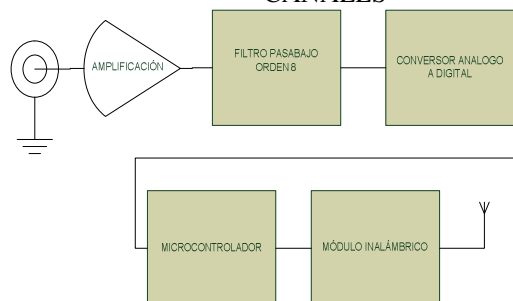 CANALES
AMPLIFICACIÓN
FILTRO PASABAJO
ORDEN 8
CONVERSOR ANALOGO
A DIGITAL
MICROCONTROLADOR
MÓDULO INALÁMBRICO